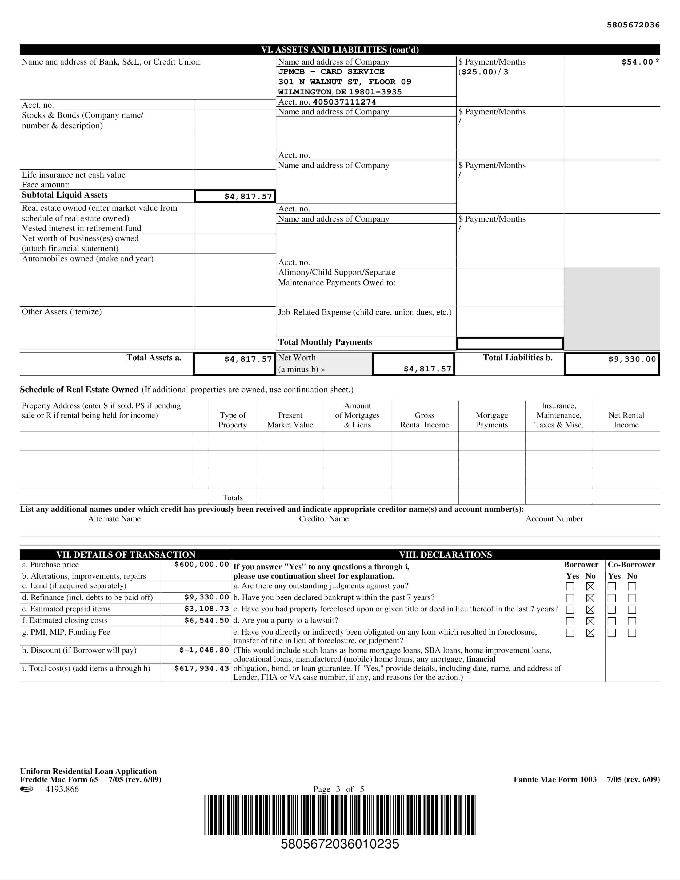 5805672036
VI. ASSETS AND LIABILITIES (cont'd)
Name and address of Bank, S&L, or Credit Union
Name and address of Company
$ Payment/Months
$54.00 *
JPMCB - CARD SERVICE
($25.00)/3
301 N WALNUT ST, FLOOR 09
WILMINGTON, DE 19801-3935
Acct. no.
Acct. no. 405037111274
Stocks & Bonds (Company name/
number & description)
Name and address of Company
$ Payment/Months
/
Acct. no.
Name and address of Company
$ Payment/Months
/
Life insurance net cash value
Face amount:
Subtotal Liquid Assets
$4,817.57
Real estate owned (enter market value from
schedule of real estate owned)
Acct. no.
Name and address of Company
$ Payment/Months
/
Vested interest in retirement fund
Net worth of business(es) owned
(attach financial statement)
Automobiles owned (make and year)
Acct. no.
Alimony/Child Support/Separate
Maintenance Payments Owed to:
Other Assets (itemize)
Job-Related Expense (child care, union dues, etc.)
Total Monthly Payments
Total Assets a.
$4,817.57
Net Worth
(a minus b) »
$4,817.57
Total Liabilities b.
$9,330.00
Schedule of Real Estate Owned (If additional properties are owned, use continuation sheet.)
Property Address (enter S if sold, PS if pending
sale or R if rental being held for income)
Type of
Property
Present
Market Value
Amount
of Mortgages
& Liens
Gross
Rental Income
Mortgage
Payments
Insurance,
Maintenance,
Taxes & Misc.
Net Rental
Income
Totals
List any additional names under which credit has previously been received and indicate appropriate creditor name(s) and account number(s):
Alternate Name
Creditor Name
Account Number
VII. DETAILS OF TRANSACTION
VIII. DECLARATIONS
a. Purchase price
$600,000.00
If you answer "Yes" to any questions a through i,
please use continuation sheet for explanation.
Borrower
Co-Borrower
Yes No
Yes No
b. Alterations, improvements, repairs
c. Land (if acquired separately)
a. Are there any outstanding judgments against you?
d. Refinance (incl. debts to be paid off)
$9,330.00
b. Have you been declared bankrupt within the past 7 years?
e. Estimated prepaid items
$3,108.73
c. Have you had property foreclosed upon or given title or deed in lieu thereof in the last 7 years?
f. Estimated closing costs
$6,544.50
d. Are you a party to a lawsuit?
g. PMI, MIP, Funding Fee
e. Have you directly or indirectly been obligated on any loan which resulted in foreclosure,
transfer of title in lieu of foreclosure, or judgment?
h. Discount (if Borrower will pay)
$-1,048.80
(This would include such loans as home mortgage loans, SBA loans, home improvement loans,
educational loans, manufactured (mobile) home loans, any mortgage, financial
i. Total cost(s) (add items a through h)
$617,934.43
obligation, bond, or loan guarantee. If "Yes," provide details, including date, name, and address of
Lender, FHA or VA case number, if any, and reasons for the action.)
Uniform Residential Loan Application
Freddie Mac Form 65 7/05 (rev. 6/09)
Fannie Mae Form 1003 7/05 (rev. 6/09)
4193.866
Page 3 of 5
5805672036010235